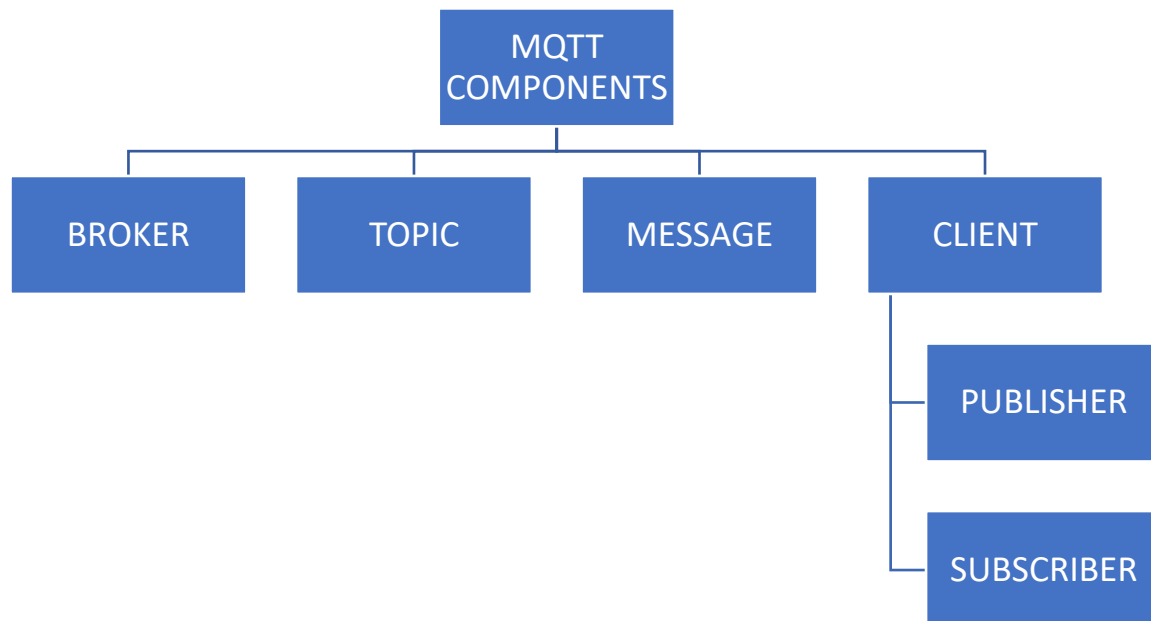 MQTT
COMPONENTS
BROKER
TOPIC
MESSAGE
CLIENT
PUBLISHER
SUBSCRIBER